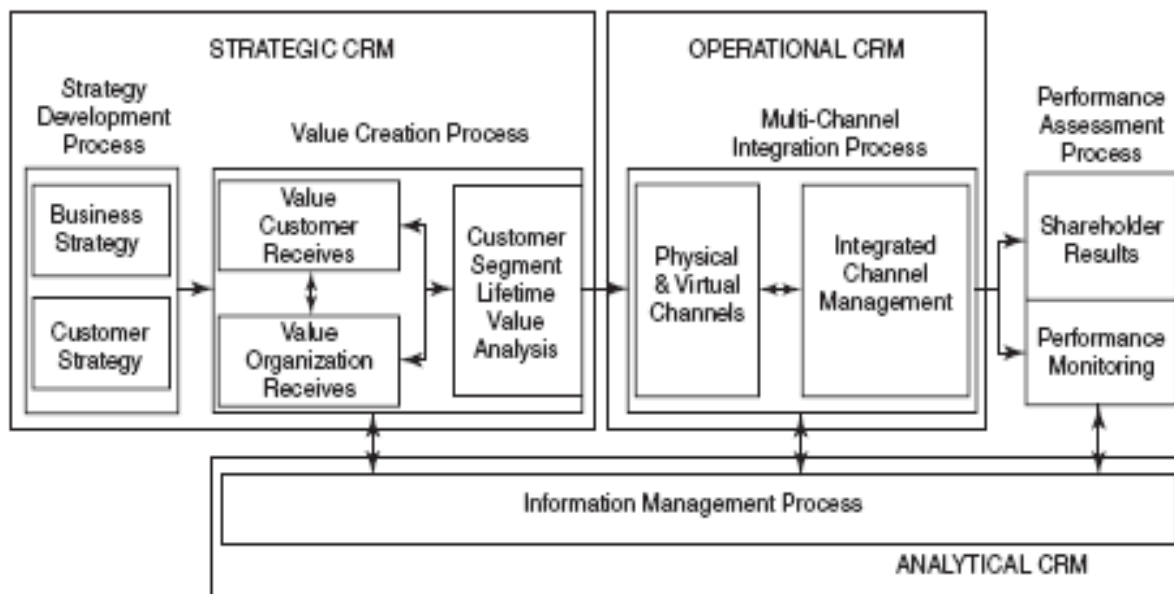 STRATEGIC CRM
Strategy
Development
Process
Business
Strategy
Customer
Strategy
Value Creation Process
Value
Customer
Receives
Value
Organization
Receives
Customer
Segment
Lifetime
Value
Analysis
OPERATIONAL CRM
Multi-Channel
Integration Process
Physical
& Virtual
Channels
Integrated
Channel
Management
Performance
Assessment
Process
Shareholder
Results
Performance
Monitoring
Information Management Process
ANALYTICAL CRM